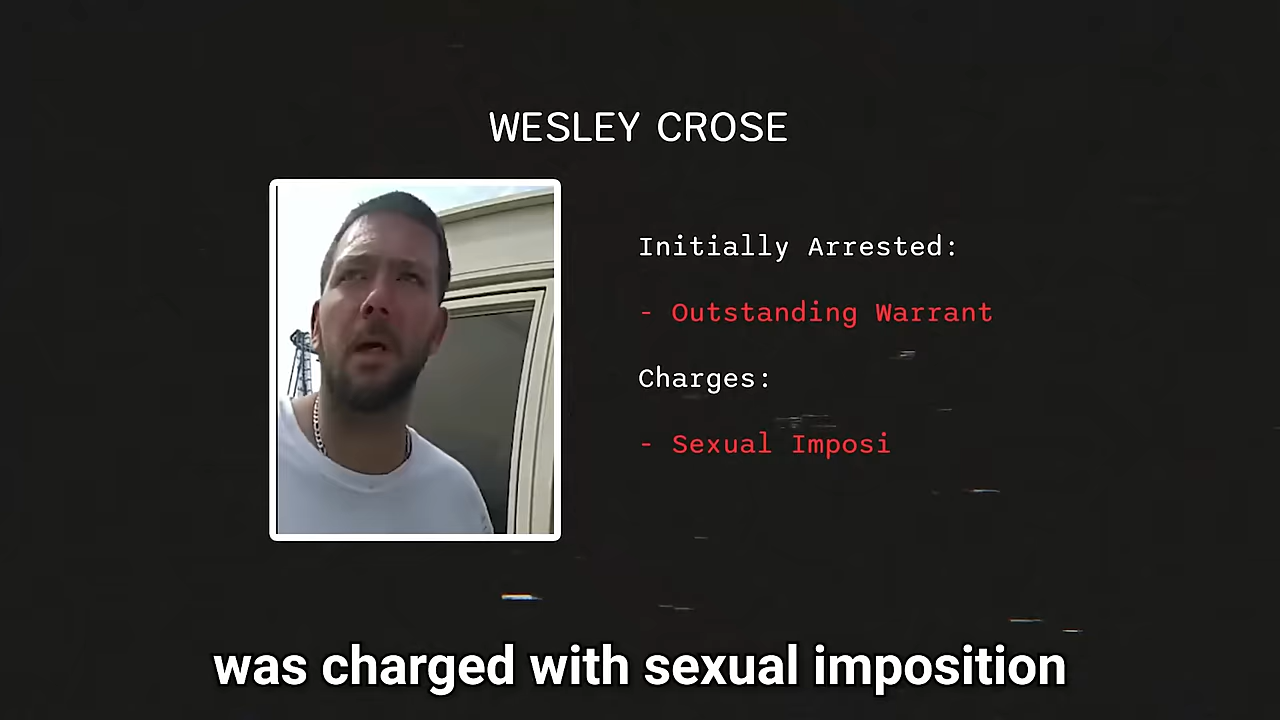 WESLEY CROSE
Initially Arrested:
- Outstanding Warrant
Charges:
- Sexual Imposi
was charged with sexual imposition